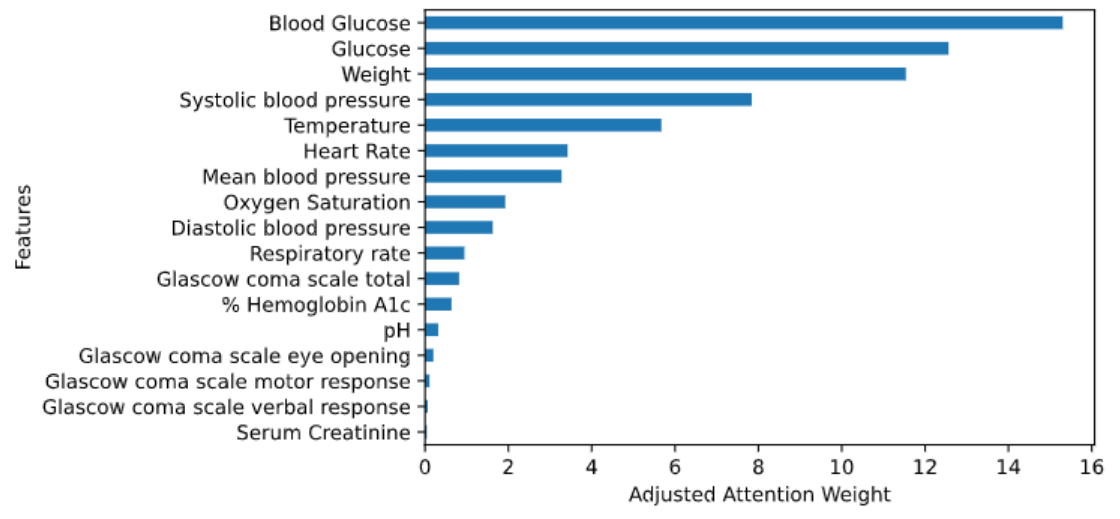 Blood Glucose
Glucose
Weight
Systolic blood pressure
Temperature
Heart Rate
Mean blood pressure
Oxygen Saturation
Diastolic blood pressure
Respiratory rate
Glascow coma scale total
% Hemoglobin A1c
pH
Glascow coma scale eye opening
Glascow coma scale motor response
Glascow coma scale verbal response
Serum Creatinine
Features
0 2 4 6 8 10 12 14 16
Adjusted Attention Weight